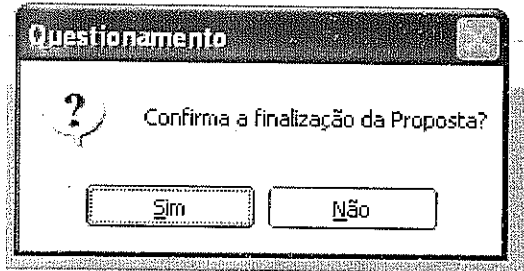 Questionamento
?
Confirma a finalização da Proposta?
Sim
Não